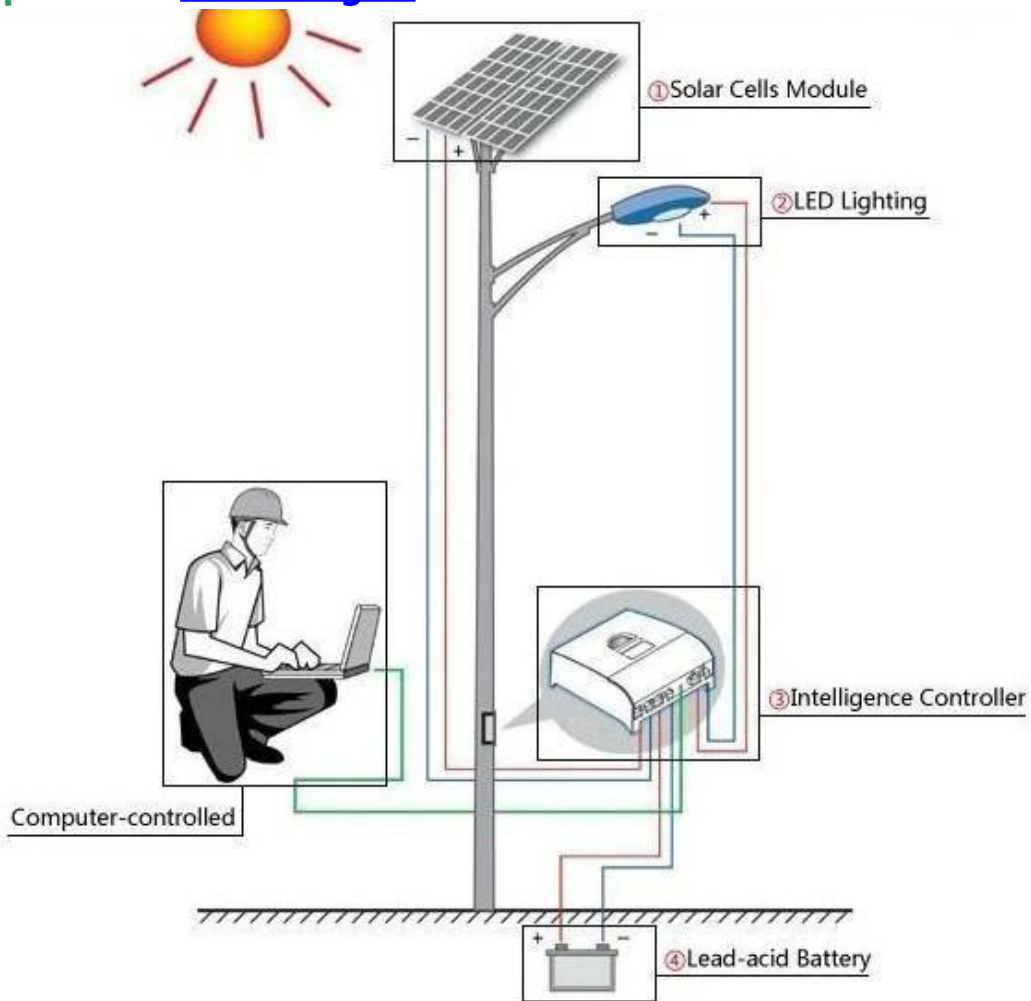 ①Solar Cells Module
− +
②LED Lighting
− +
③Intelligence Controller
Computer-controlled
+ −
④Lead-acid Battery